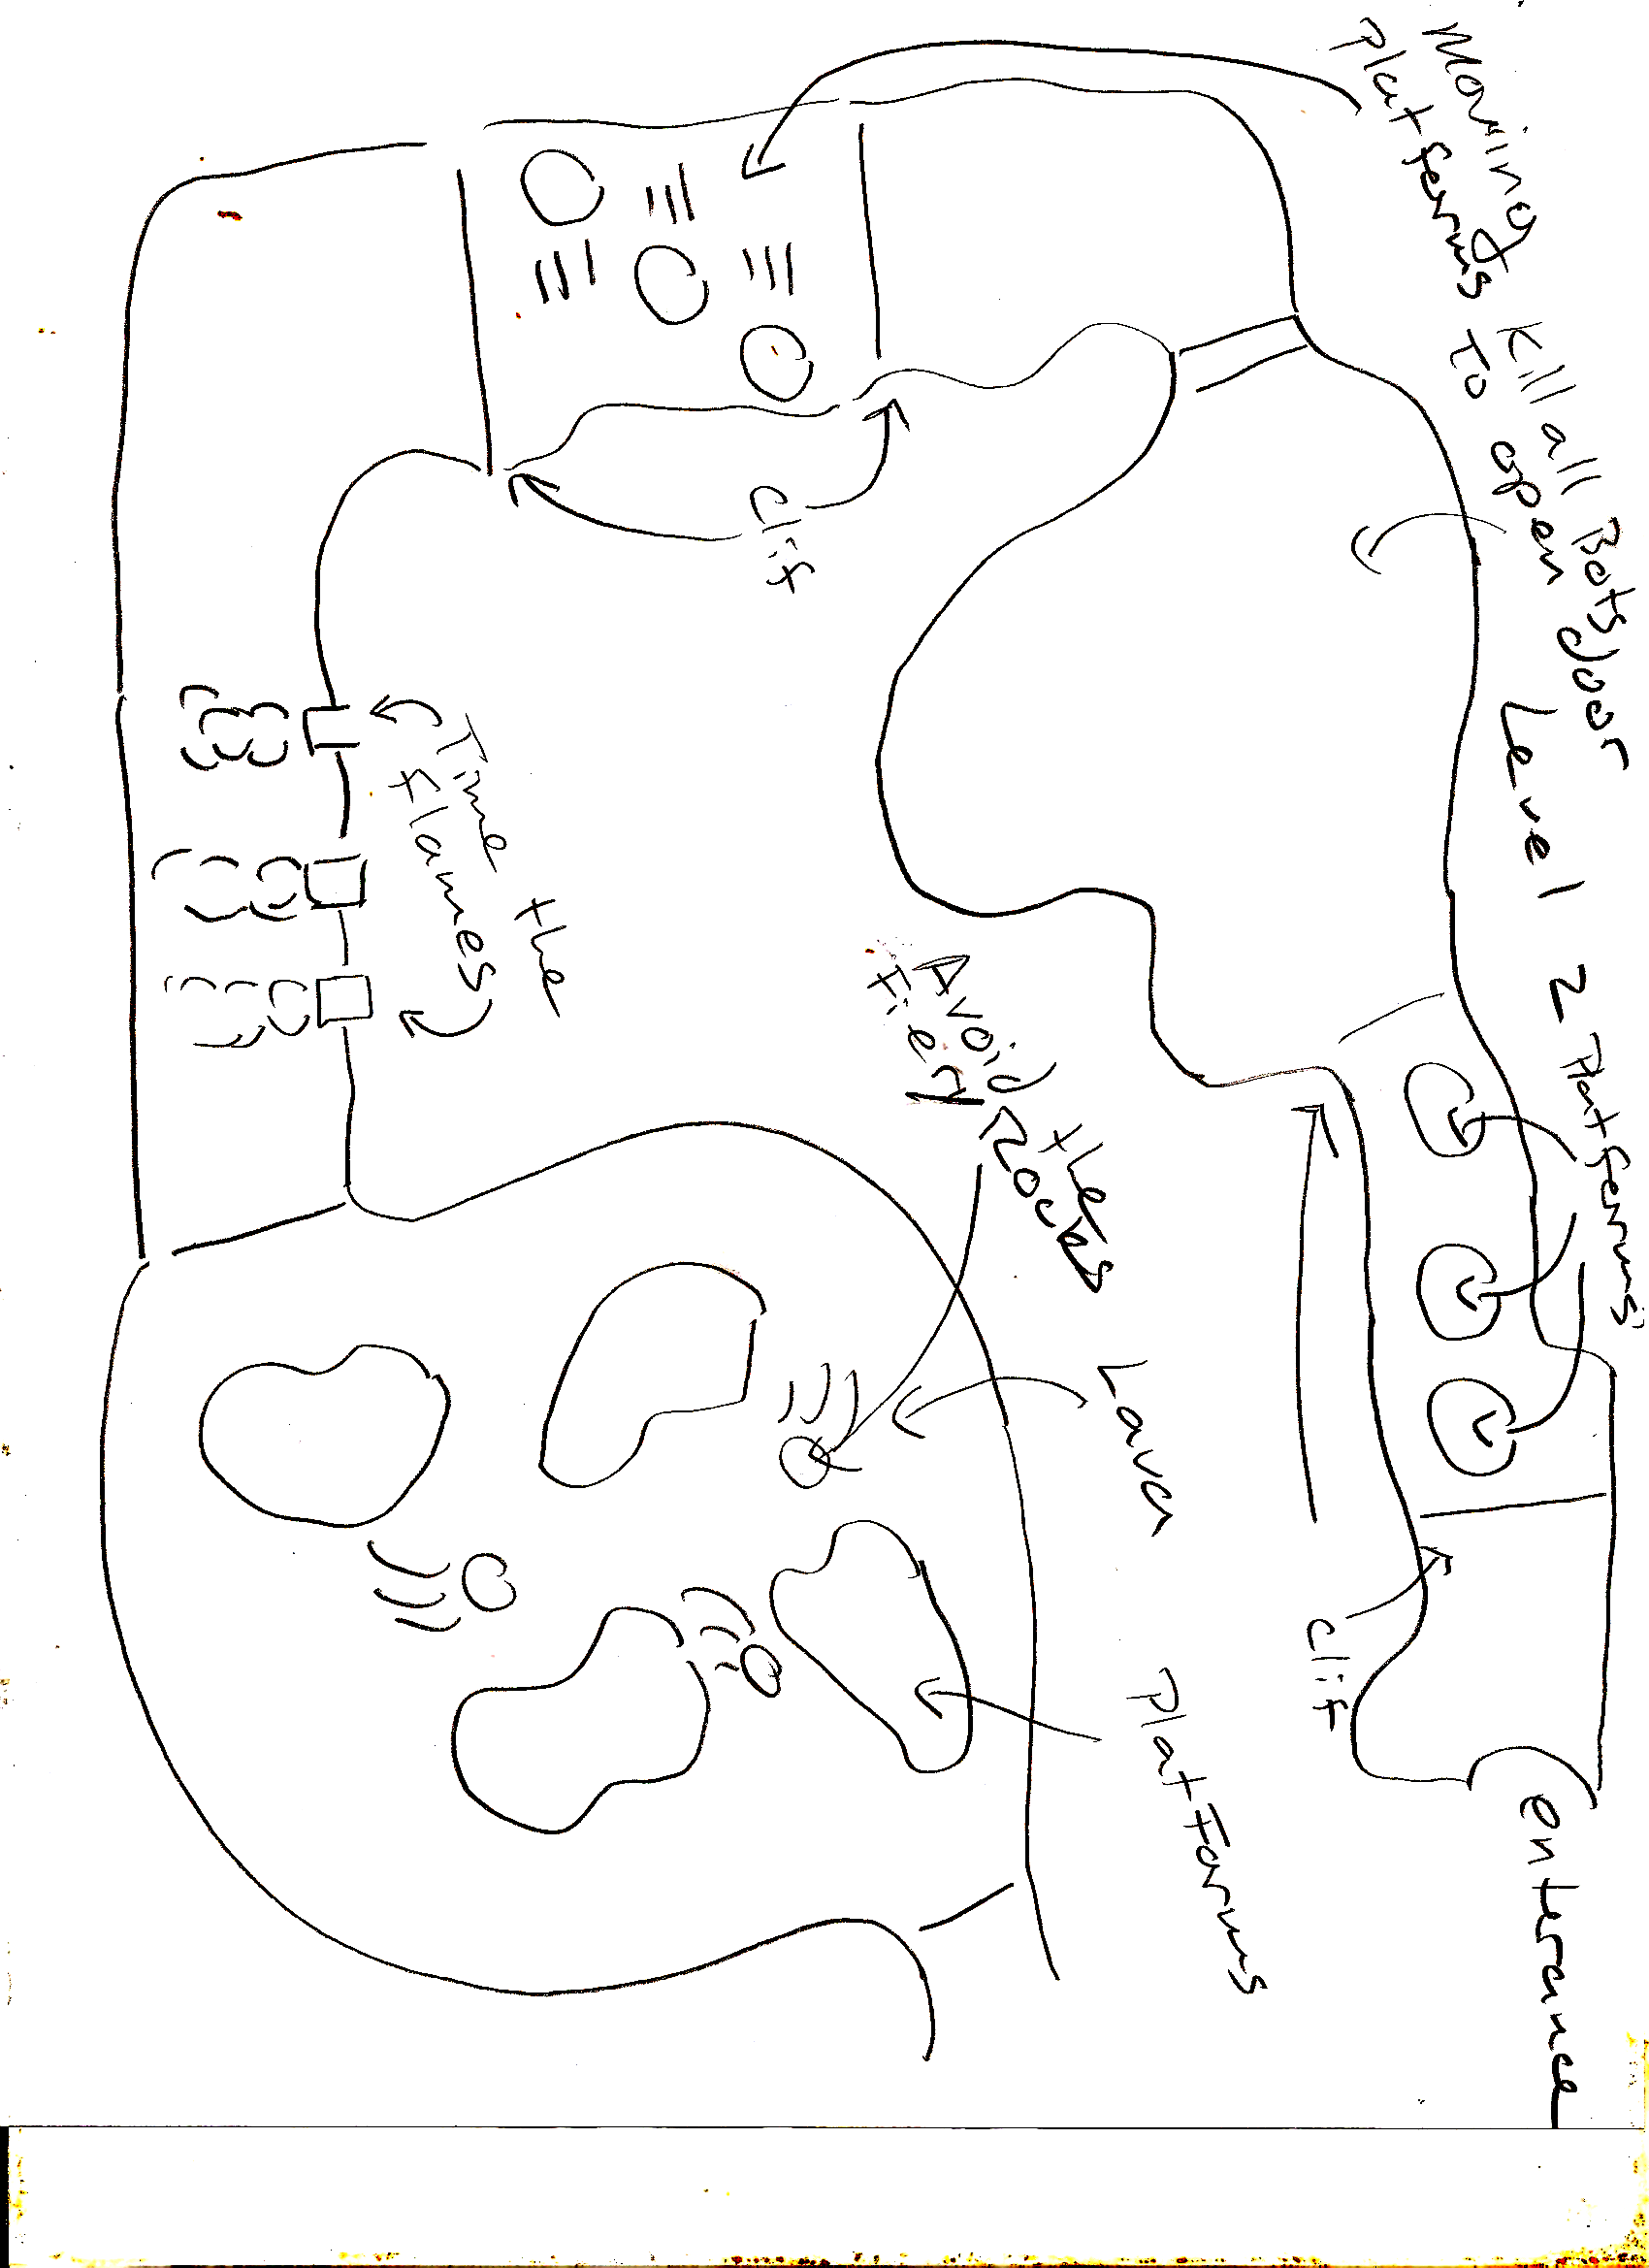 Moving
Platforms
Kill all Bots
To open door
Level 2
Platforms
enterance
clif
clif
Avoid the
Fiery Rocks
Lava
PlatForms
Time the
flames